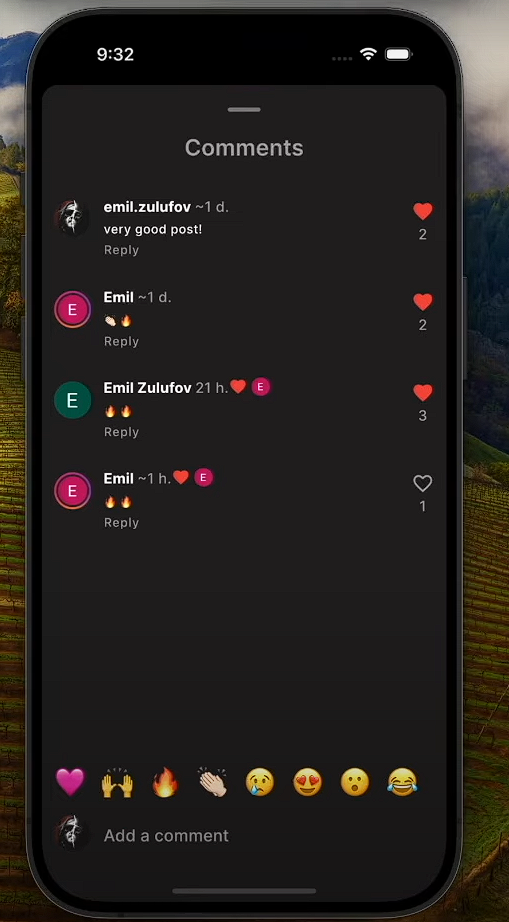 9:32
Comments
emil.zulufov ~1 d.
very good post!
2
Reply
E
Emil ~1 d.
👏🏻🔥
2
Reply
E
Emil Zulufov 21 h.❤️ E
🔥🔥
3
Reply
E
Emil ~1 h.❤️ E
🔥🔥
1
Reply
🩷 🙌 🔥 👏🏻 😢 😍 😮 😂
Add a comment